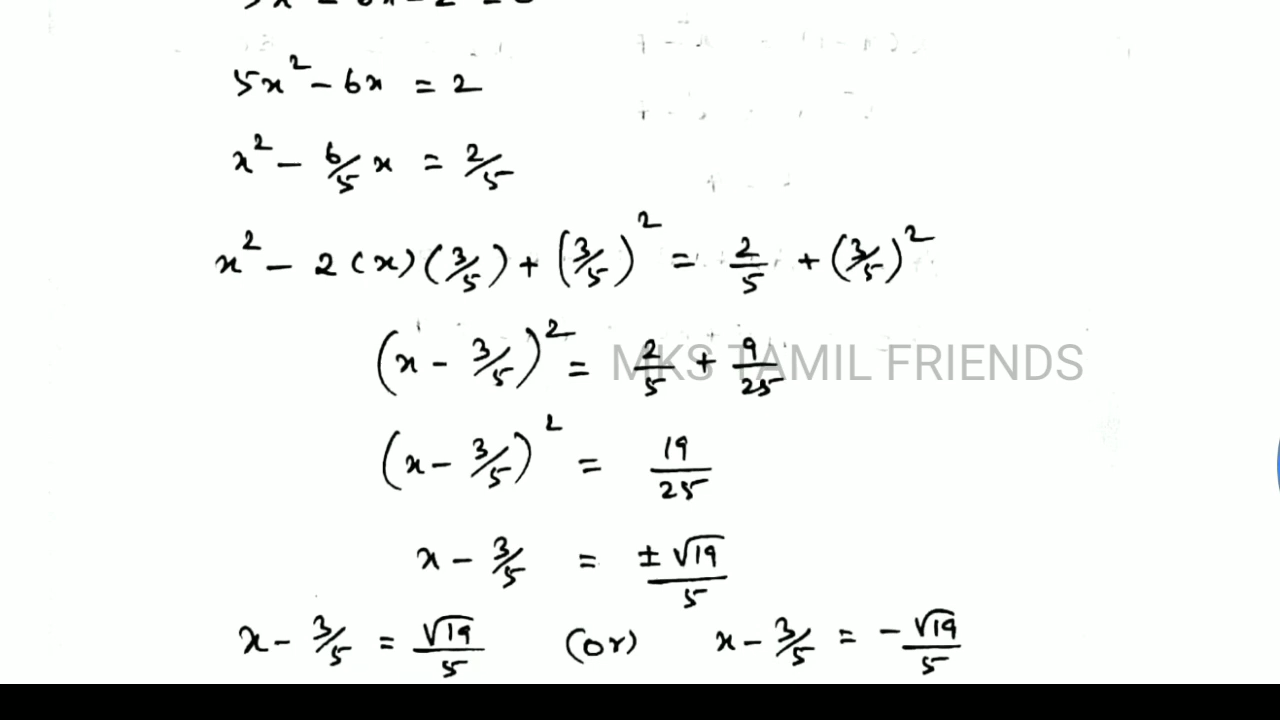 5x² - 6x = 2
x² - 6/5 x = 2/5
x² - 2(x)(3/5) + (3/5)² = 2/5 + (3/5)²
(x - 3/5)² = 2/5 + 9/25
MKS TAMIL FRIENDS
(x - 3/5)² = 19/25
x - 3/5 = ± √19/5
x - 3/5 = √19/5 (or) x - 3/5 = - √19/5